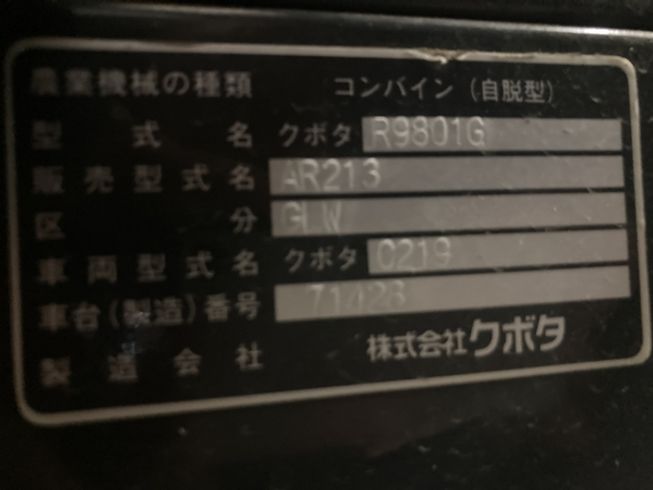 農業機械の種類 コンバイン(自脱型)
型式名 クボタ R9801G
販売型式名 AR213
区分 GLW
車両型式名 クボタ C219
車台(製造)番号 71428
製造会社 株式会社クボタ